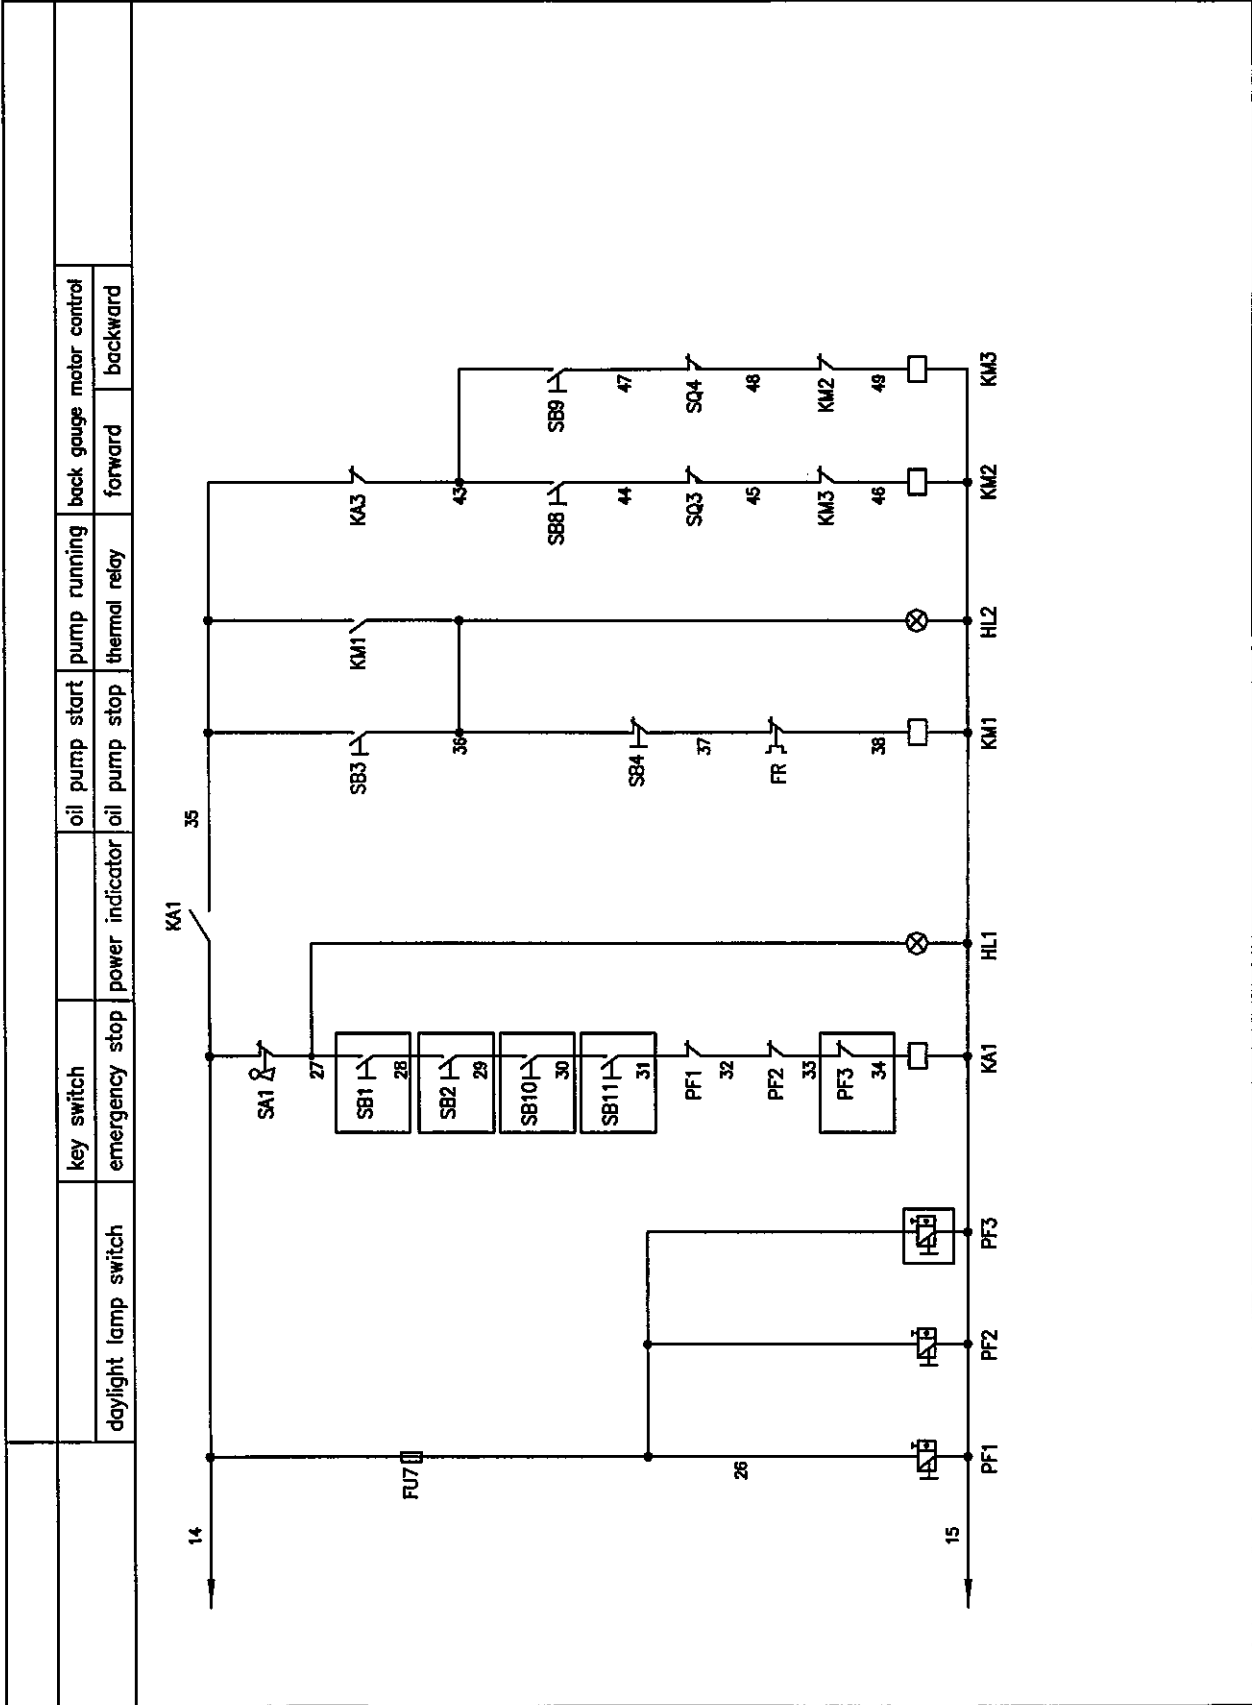 key switch
oil pump start
pump running
back gauge motor control
daylight lamp switch
emergency stop
power indicator
oil pump stop
thermal relay
forward
backward
14
KA1
35
SA1
27
SB1
28
SB2
29
SB10
30
SB11
31
PF1
32
PF2
33
PF3
34
FU7
26
SB3
36
SB4
37
FR
38
KM1
KA3
43
SB8
44
SQ3
45
KM3
46
SB9
47
SQ4
48
KM2
49
15
PF1
PF2
PF3
KA1
HL1
KM1
HL2
KM2
KM3